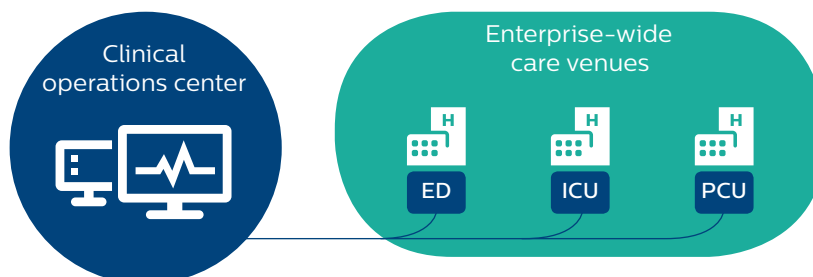 Clinical
operations center
Enterprise-wide
care venues
H H H
ED ICU PCU